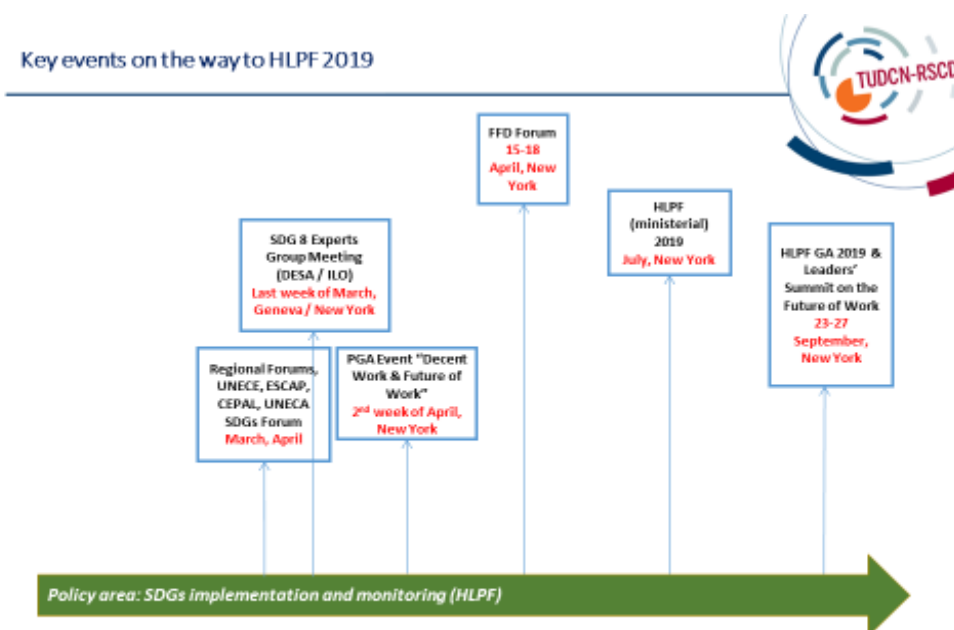 Key events on the way to HLPF 2019
TUDCN-RSCD
FFD Forum
15-18
April, New
York
HLPF
(ministerial)
2019
July, New York
SDG 8 Experts
Group Meeting
(DESA / ILO)
Last week of March,
Geneva / New York
HLPF GA 2019 &
Leaders'
Summit on the
Future of Work
23-27
September,
New York
Regional Forums,
UNECE, ESCAP,
CEPAL, UNECA
SDGs Forum
March, April
PGA Event "Decent
Work & Future of
Work"
2nd week of April,
New York
Policy area: SDGs implementation and monitoring (HLPF)